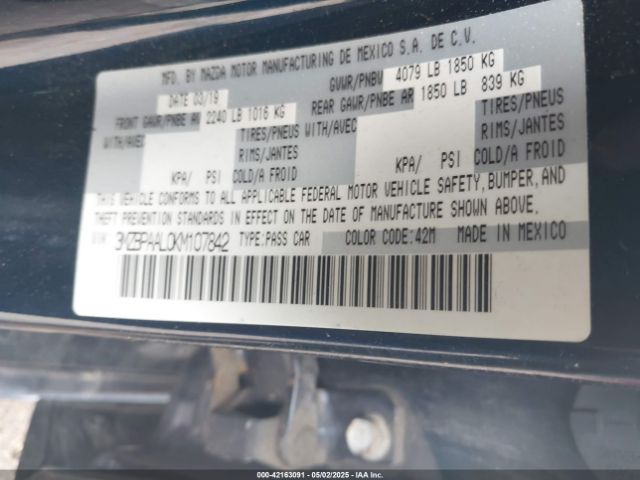 MFD. BY MAZDA MOTOR MANUFACTURING DE MEXICO S.A. DE C.V.
DATE 03/19 GVWR/PNBV 4079 LB 1850 KG
FRONT GAWR/PNBE AV 2240 LB 1016 KG REAR GAWR/PNBE AR 1850 LB 839 KG
WITH/AVEC TIRES/PNEUS WITH/AVEC TIRES/PNEUS
RIMS/JANTES RIMS/JANTES
KPA/ PSI COLD/A FROID KPA/ PSI COLD/A FROID
THIS VEHICLE CONFORMS TO ALL APPLICABLE FEDERAL MOTOR VEHICLE SAFETY, BUMPER, AND
THEFT PREVENTION STANDARDS IN EFFECT ON THE DATE OF MANUFACTURE SHOWN ABOVE.
VIN: 3MZBPAAL0KM107842 TYPE:PASS CAR COLOR CODE:42M MADE IN MEXICO
000-42163091 - 05/02/2025 - IAAI.COM